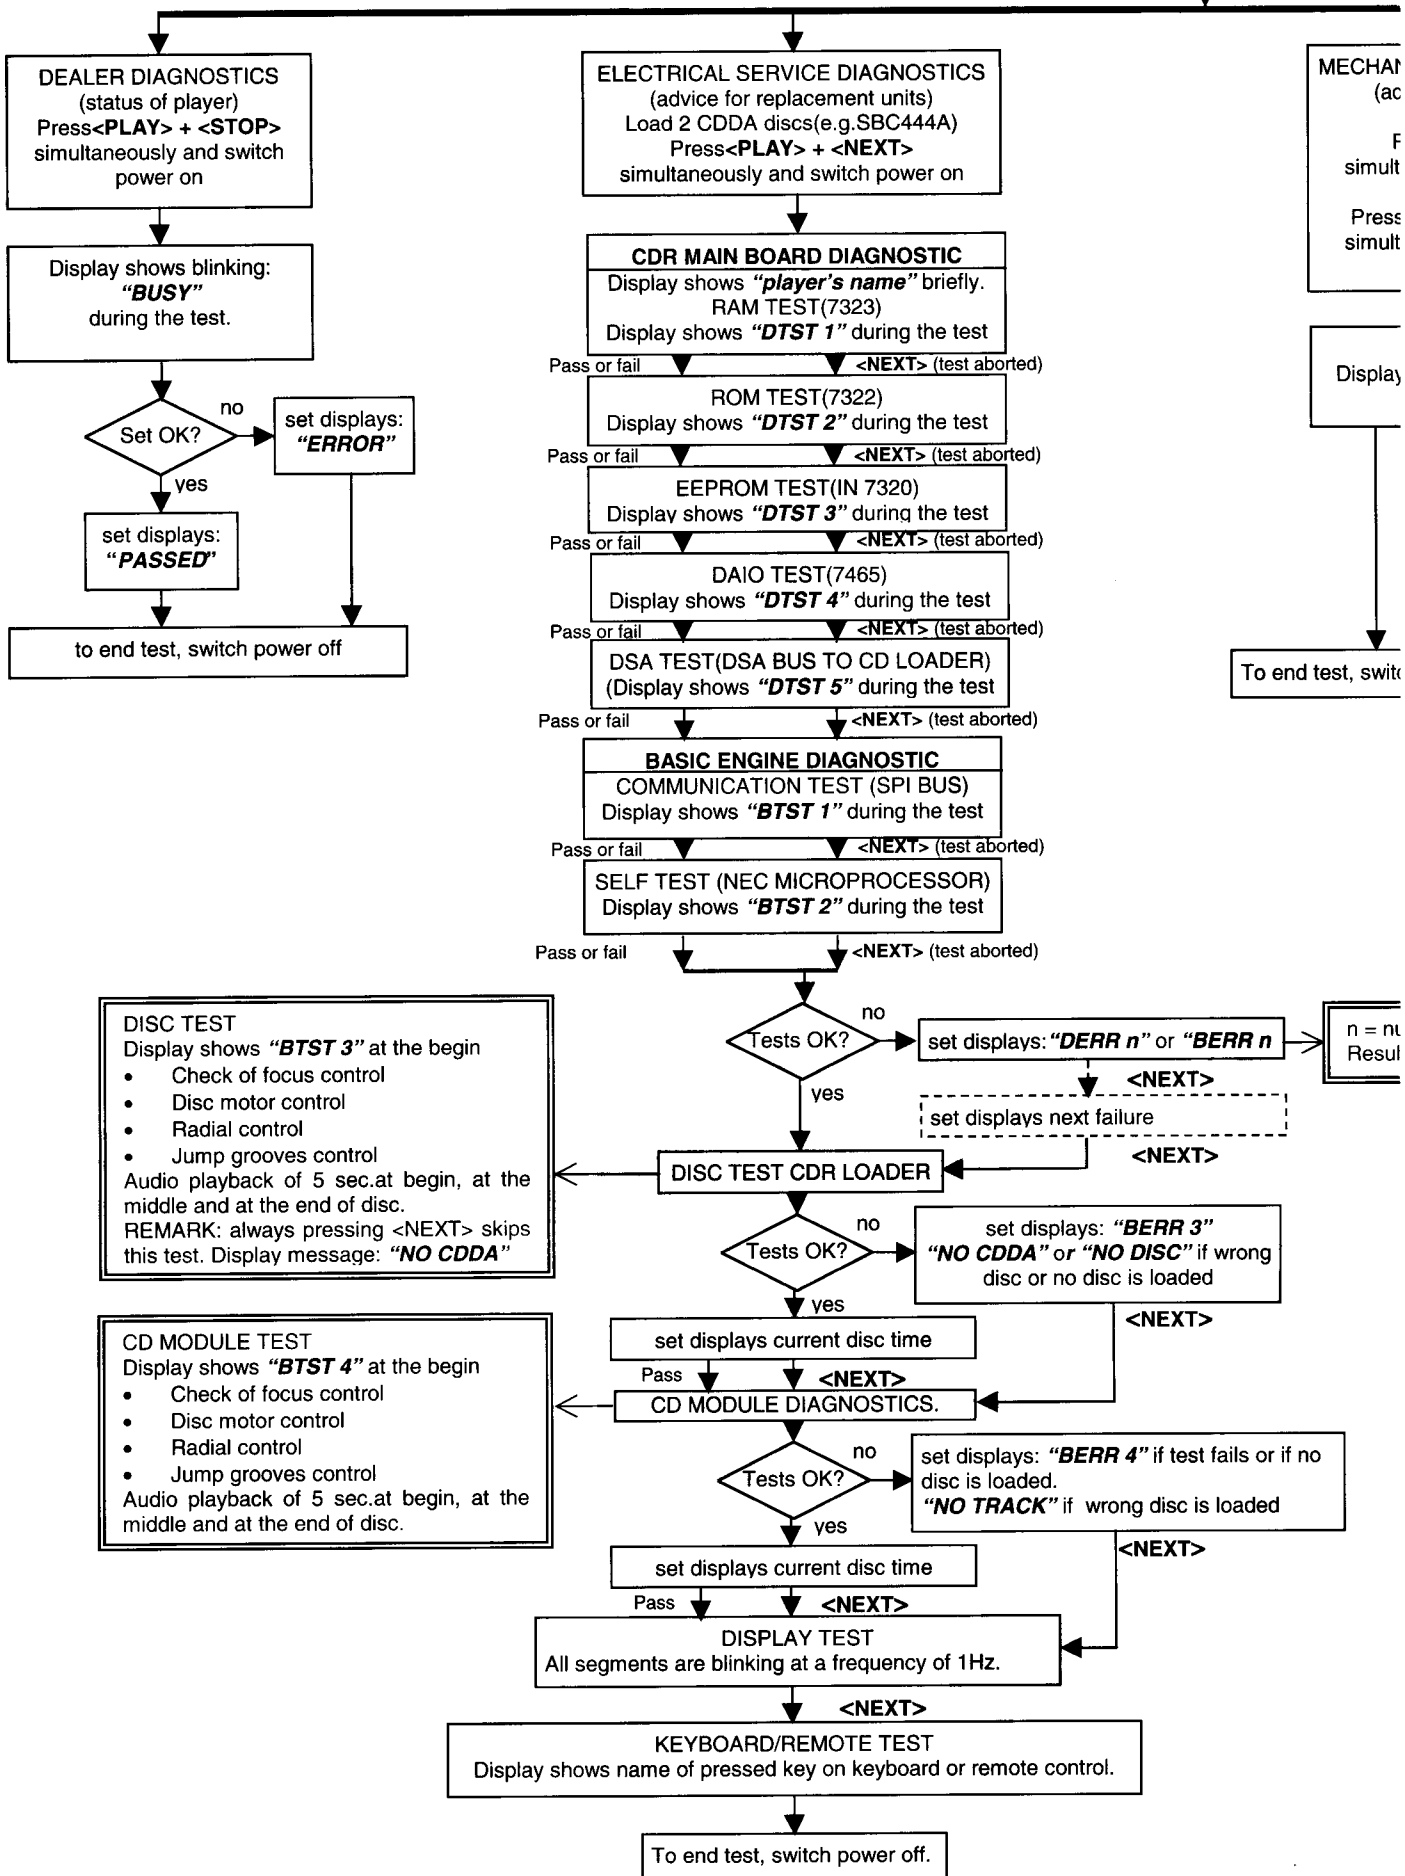 DEALER DIAGNOSTICS
(status of player)
Press<PLAY> + <STOP>
simultaneously and switch
power on
Display shows blinking:
“BUSY”
during the test.
Set OK?
no
set displays:
“ERROR”
yes
set displays:
“PASSED”
to end test, switch power off
ELECTRICAL SERVICE DIAGNOSTICS
(advice for replacement units)
Load 2 CDDA discs(e.g.SBC444A)
Press<PLAY> + <NEXT>
simultaneously and switch power on
CDR MAIN BOARD DIAGNOSTIC
Display shows “player's name” briefly.
RAM TEST(7323)
Display shows “DTST 1” during the test
Pass or fail <NEXT> (test aborted)
ROM TEST(7322)
Display shows “DTST 2” during the test
Pass or fail <NEXT> (test aborted)
EEPROM TEST(IN 7320)
Display shows “DTST 3” during the test
Pass or fail <NEXT> (test aborted)
DAIO TEST(7465)
Display shows “DTST 4” during the test
Pass or fail <NEXT> (test aborted)
DSA TEST(DSA BUS TO CD LOADER)
(Display shows “DTST 5” during the test
Pass or fail <NEXT> (test aborted)
BASIC ENGINE DIAGNOSTIC
COMMUNICATION TEST (SPI BUS)
Display shows “BTST 1” during the test
Pass or fail <NEXT> (test aborted)
SELF TEST (NEC MICROPROCESSOR)
Display shows “BTST 2” during the test
Pass or fail <NEXT> (test aborted)
Tests OK?
no
set displays: “DERR n” or “BERR n
<NEXT>
set displays next failure
<NEXT>
yes
DISC TEST CDR LOADER
DISC TEST
Display shows “BTST 3” at the begin
• Check of focus control
• Disc motor control
• Radial control
• Jump grooves control
Audio playback of 5 sec.at begin, at the
middle and at the end of disc.
REMARK: always pressing <NEXT> skips
this test. Display message: “NO CDDA”
Tests OK?
no
set displays: “BERR 3”
“NO CDDA” or “NO DISC” if wrong
disc or no disc is loaded
<NEXT>
yes
set displays current disc time
Pass <NEXT>
CD MODULE DIAGNOSTICS.
CD MODULE TEST
Display shows “BTST 4” at the begin
• Check of focus control
• Disc motor control
• Radial control
• Jump grooves control
Audio playback of 5 sec.at begin, at the
middle and at the end of disc.
Tests OK?
no
set displays: “BERR 4” if test fails or if no
disc is loaded.
“NO TRACK” if wrong disc is loaded
<NEXT>
yes
set displays current disc time
Pass <NEXT>
DISPLAY TEST
All segments are blinking at a frequency of 1Hz.
<NEXT>
KEYBOARD/REMOTE TEST
Display shows name of pressed key on keyboard or remote control.
To end test, switch power off.
Press
Display
To end test,
n =